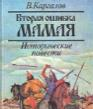 В.Каргалов
Вторая ошибка
МАМАЯ
Исторические
повести